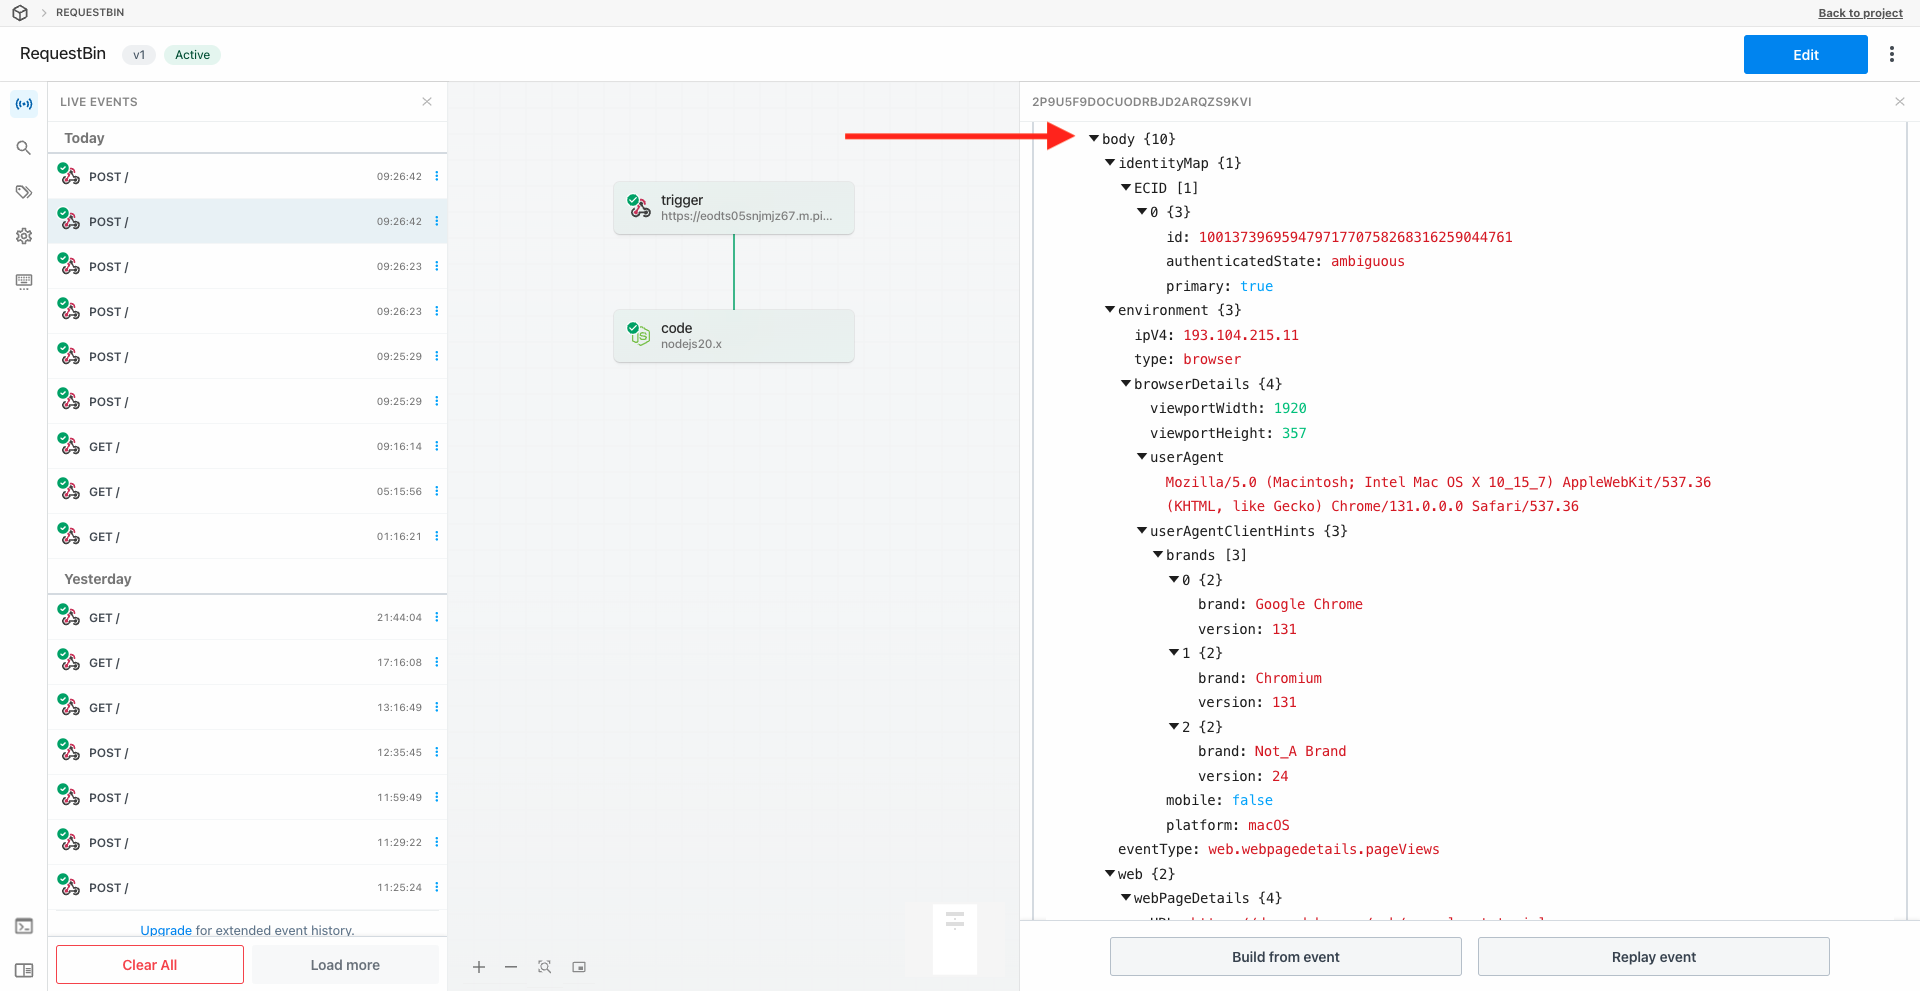 REQUESTBIN
Back to project
RequestBin
v1
Active
Edit
LIVE EVENTS
Today
POST / 09:26:42
POST / 09:26:42
POST / 09:26:23
POST / 09:26:23
POST / 09:25:29
POST / 09:25:29
GET / 09:16:14
GET / 05:15:56
GET / 01:16:21
Yesterday
GET / 21:44:04
GET / 17:16:08
GET / 13:16:49
POST / 12:35:45
POST / 11:59:49
POST / 11:29:22
POST / 11:25:24
Upgrade for extended event history.
Clear All
Load more
trigger
https://eodts05snjmjz67.m.pi...
code
nodejs20.x
2P9U5F9DOCUODRBJD2ARQZS9KVI
body {10}
identityMap {1}
ECID [1]
0 {3}
id: 10013739695947971770758268316259044761
authenticatedState: ambiguous
primary: true
environment {3}
ipV4: 193.104.215.11
type: browser
browserDetails {4}
viewportWidth: 1920
viewportHeight: 357
userAgent
Mozilla/5.0 (Macintosh; Intel Mac OS X 10_15_7) AppleWebKit/537.36
(KHTML, like Gecko) Chrome/131.0.0.0 Safari/537.36
userAgentClientHints {3}
brands [3]
0 {2}
brand: Google Chrome
version: 131
1 {2}
brand: Chromium
version: 131
2 {2}
brand: Not_A Brand
version: 24
mobile: false
platform: macOS
eventType: web.webpagedetails.pageViews
web {2}
webPageDetails {4}
Build from event
Replay event